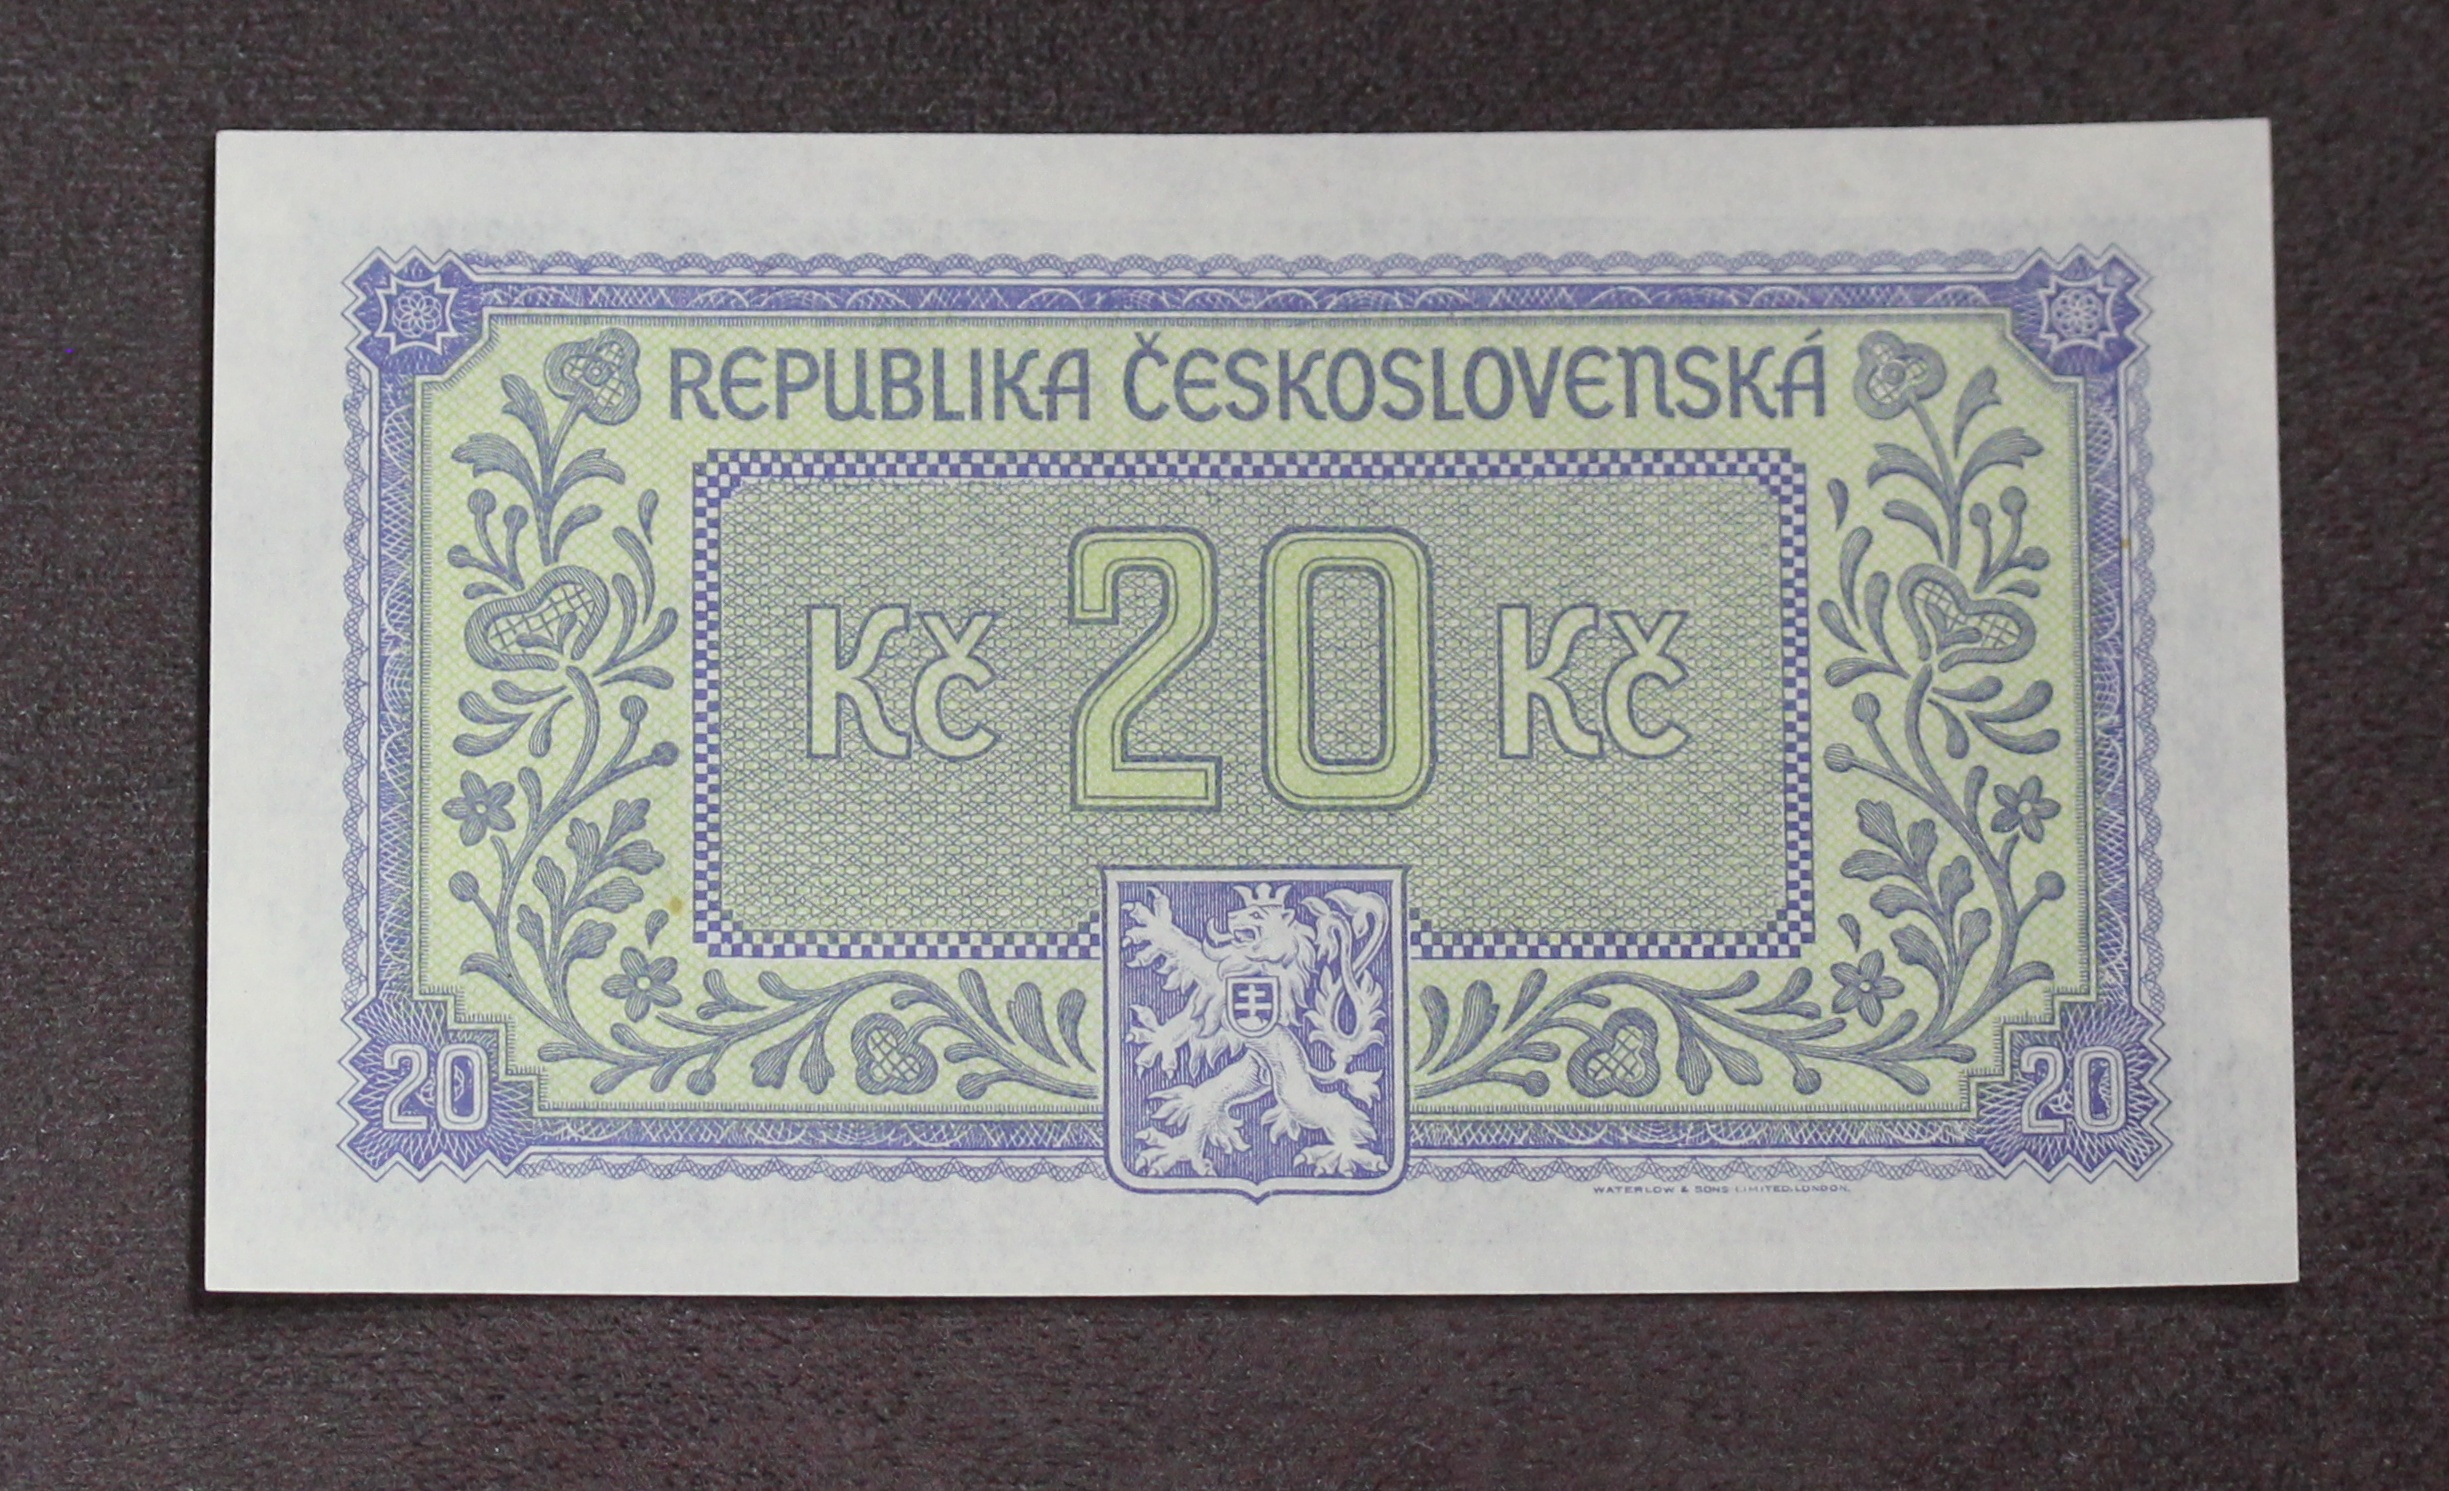 REPUBLIKA ČESKOSLOVENSKÁ
Kč 20 Kč
20 20
WATERLOW & SONS LIMITED, LONDON.